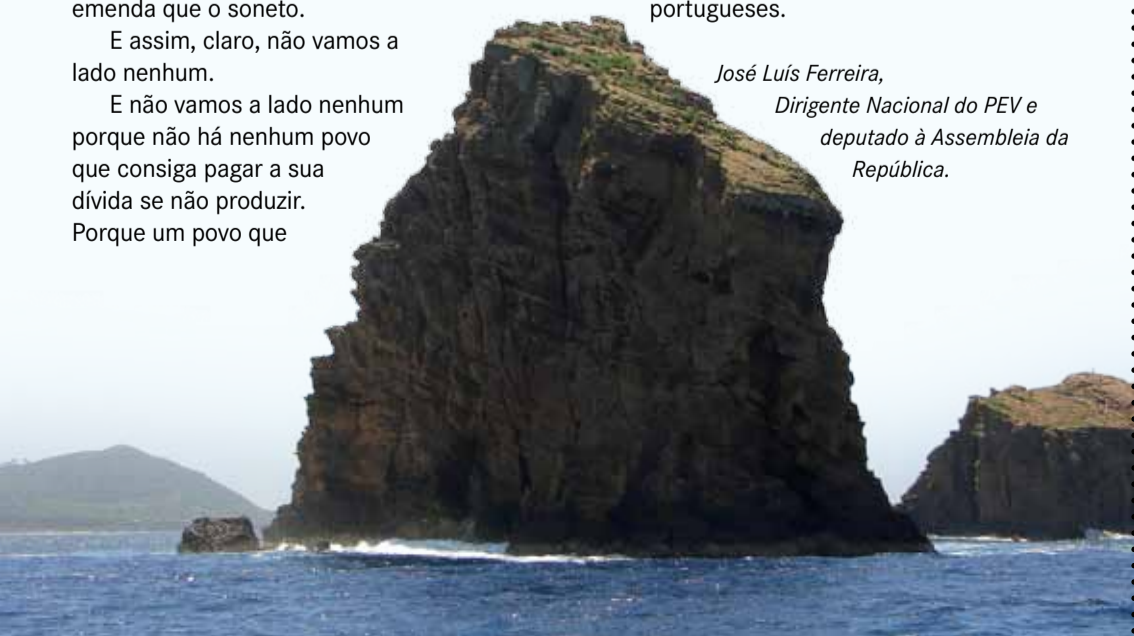 emenda que o soneto.
E assim, claro, não vamos a
lado nenhum.
E não vamos a lado nenhum
porque não há nenhum povo
que consiga pagar a sua
dívida se não produzir.
Porque um povo que
portugueses.
José Luís Ferreira,
Dirigente Nacional do PEV e
deputado à Assembleia da
República.